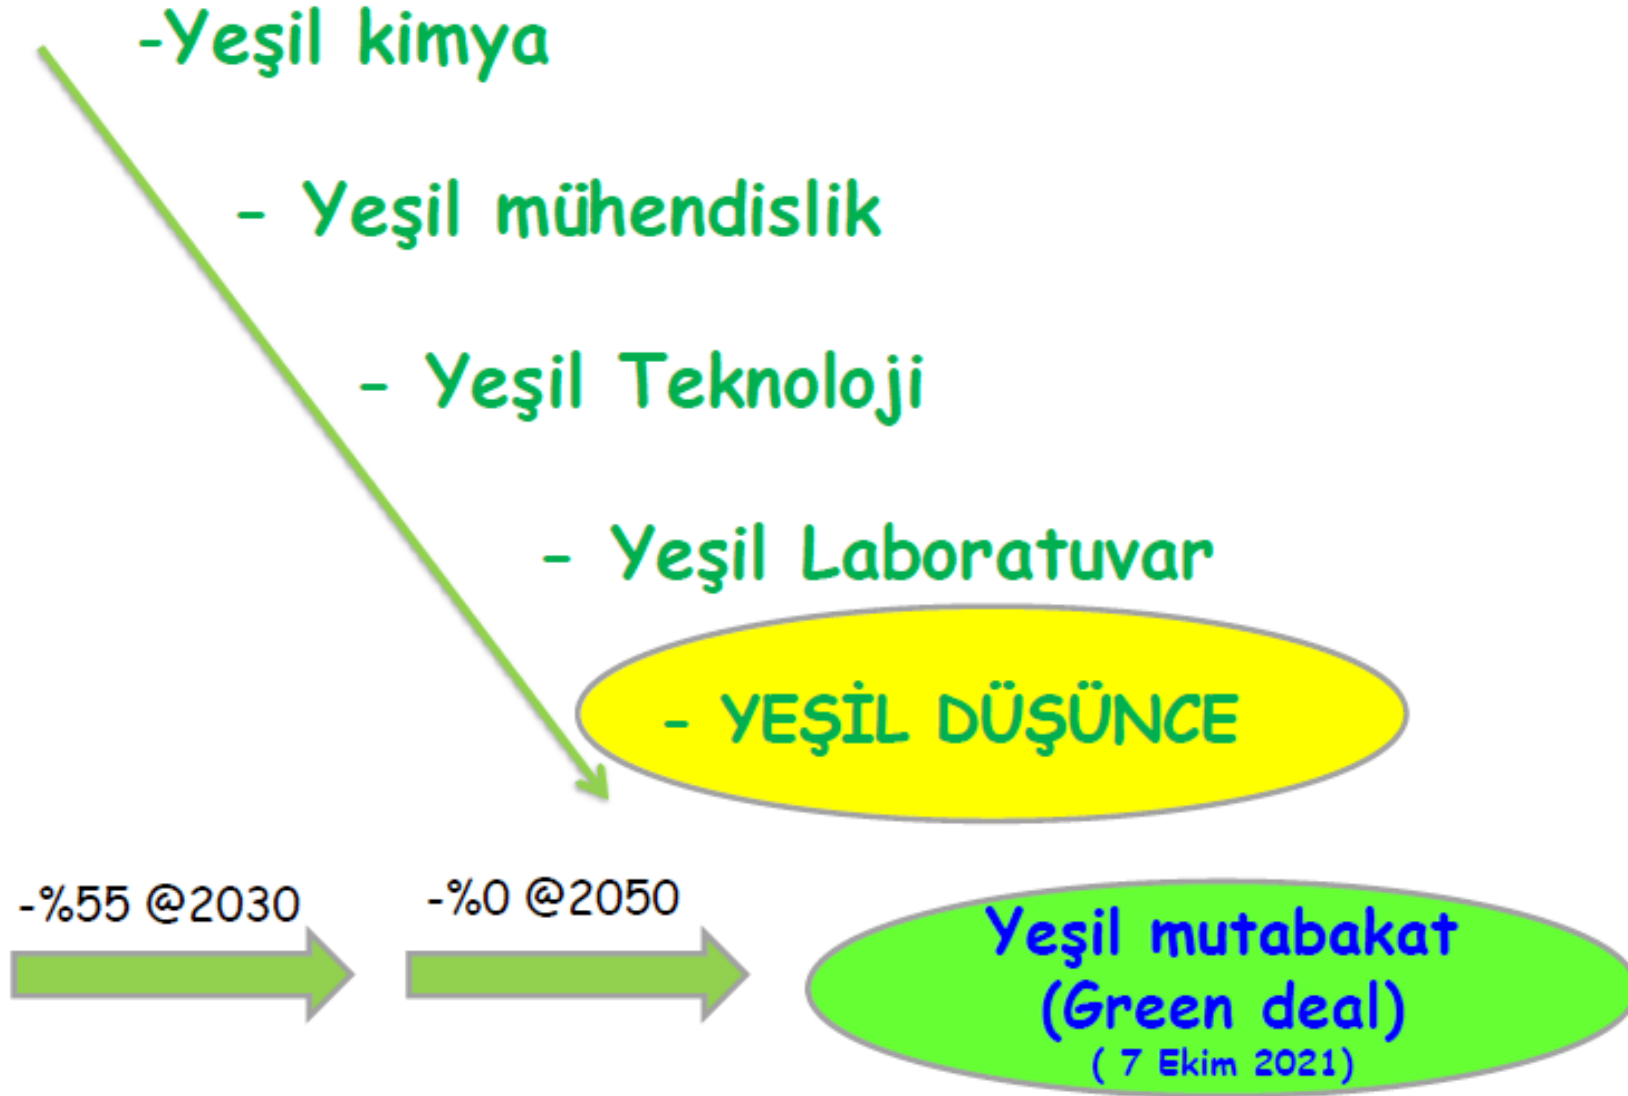 -Yeşil kimya
- Yeşil mühendislik
- Yeşil Teknoloji
- Yeşil Laboratuvar
- YEŞİL DÜŞÜNCE
-%55 @2030
-%0 @2050
Yeşil mutabakat
(Green deal)
( 7 Ekim 2021)